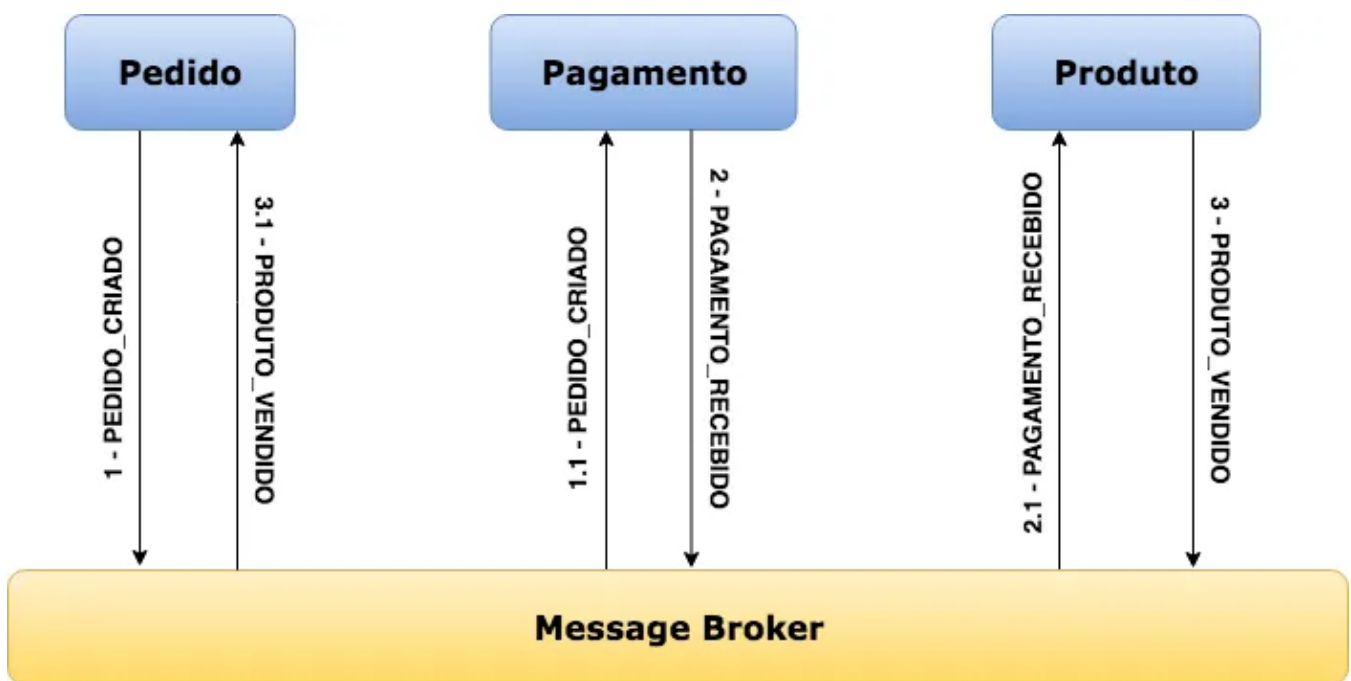 Pedido
Pagamento
Produto
1 - PEDIDO_CRIADO
3.1 - PRODUTO_VENDIDO
1.1 - PEDIDO_CRIADO
2 - PAGAMENTO_RECEBIDO
2.1 - PAGAMENTO_RECEBIDO
3 - PRODUTO_VENDIDO
Message Broker